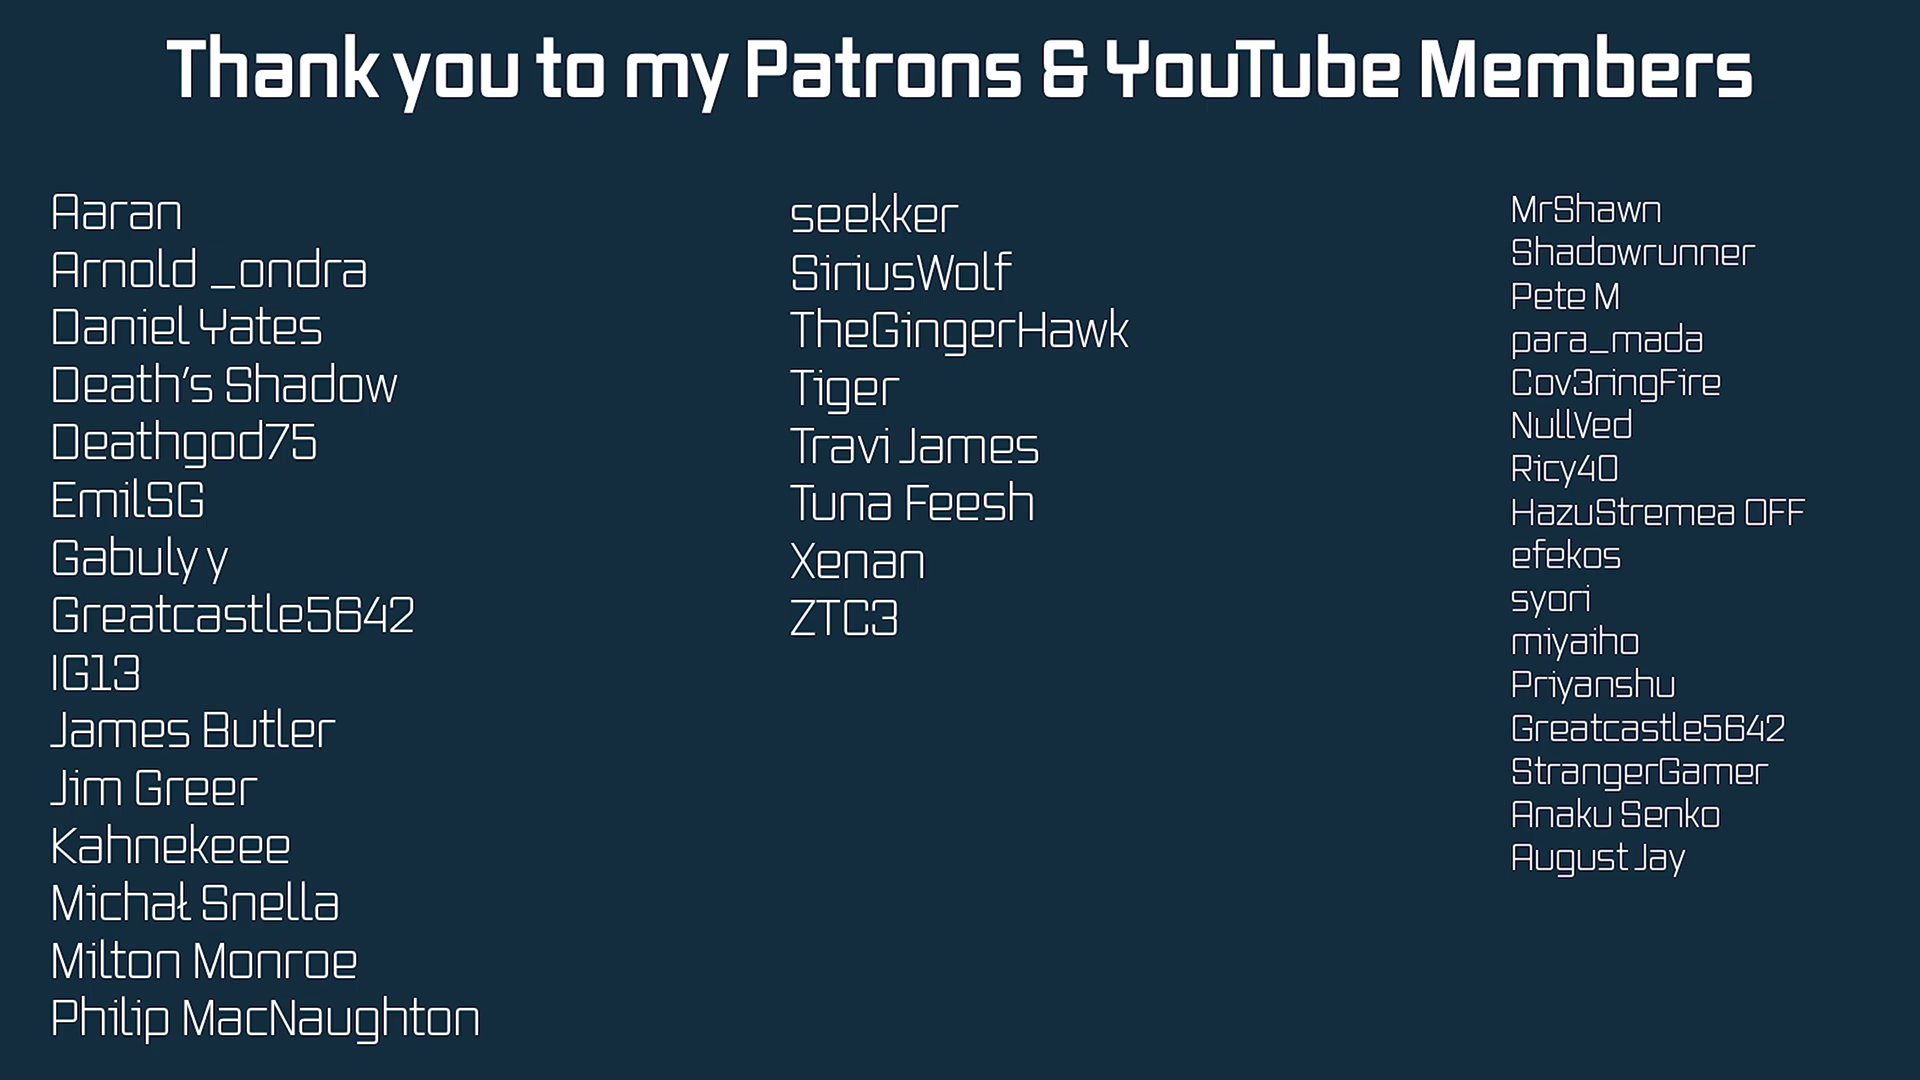 Thank you to my Patrons & YouTube Members
Aaran
Arnold _ondra
Daniel Yates
Death's Shadow
Deathgod75
EmilSG
Gabuly y
Greatcastle5642
IG13
James Butler
Jim Greer
Kahnekeee
Michał Snella
Milton Monroe
Philip MacNaughton
seekker
SiriusWolf
TheGingerHawk
Tiger
Travi James
Tuna Feesh
Xenan
ZTC3
MrShawn
Shadowrunner
Pete M
para_mada
Cov3ringFire
NullVed
Ricy40
HazuStremea OFF
efekos
syori
miyaiho
Priyanshu
Greatcastle5642
StrangerGamer
Anaku Senko
August Jay